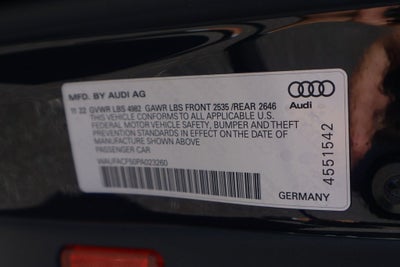 MFD. BY AUDI AG
11 22 GVWR LBS 4982 GAWR LBS FRONT 2535 /REAR 2646
THIS VEHICLE CONFORMS TO ALL APPLICABLE U.S.
FEDERAL MOTOR VEHICLE SAFETY, BUMPER AND THEFT
PREVENTION STANDARDS IN EFFECT ON THE DATE OF
MANUFACTURE SHOWN ABOVE
PASSENGER CAR
WAUFACF50PA023260
GERMANY
Audi
4551542